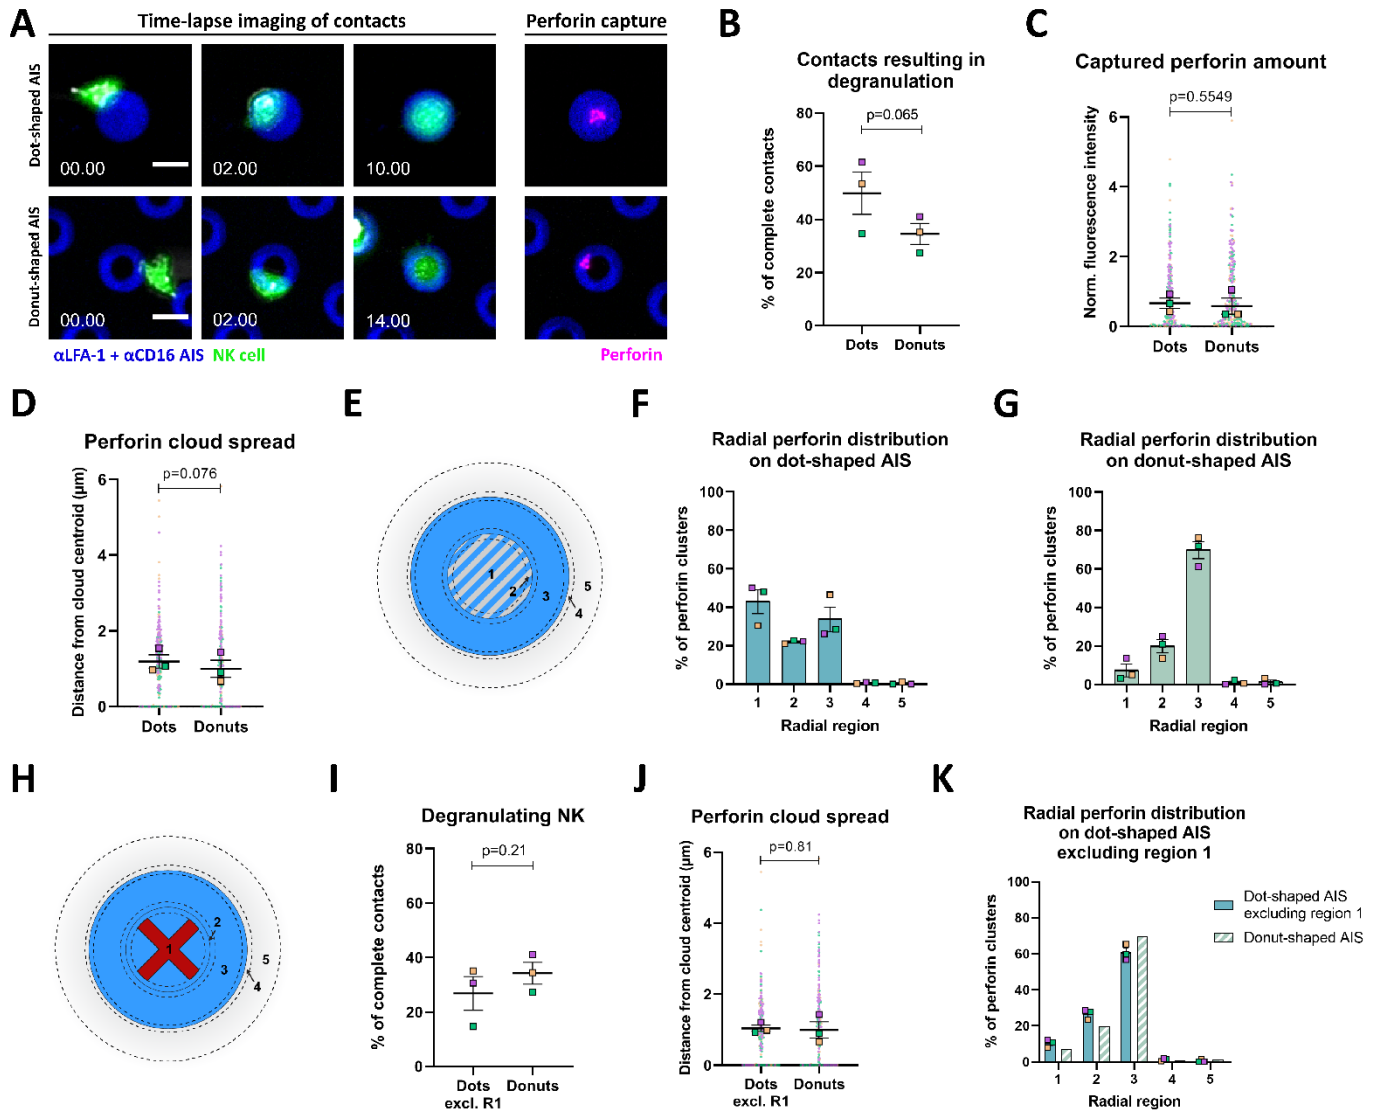 A
Time-lapse imaging of contacts
Perforin capture
Dot-shaped AIS
00.00
02.00
10.00
Donut-shaped AIS
00.00
02.00
14.00
αLFA-1 + αCD16 AIS NK cell
Perforin
B
Contacts resulting in
degranulation
p=0.065
% of complete contacts
80
60
40
20
0
Dots
Donuts
C
Captured perforin amount
p=0.5549
Norm. fluorescence intensity
6
4
2
0
Dots
Donuts
D
Perforin cloud spread
p=0.076
Distance from cloud centroid (μm)
6
4
2
0
Dots
Donuts
E
1
2
3
4
5
F
Radial perforin distribution
on dot-shaped AIS
% of perforin clusters
100
80
60
40
20
0
1 2 3 4 5
Radial region
G
Radial perforin distribution
on donut-shaped AIS
% of perforin clusters
100
80
60
40
20
0
1 2 3 4 5
Radial region
H
1
2
3
4
5
I
Degranulating NK
p=0.21
% of complete contacts
80
60
40
20
0
Dots
excl. R1
Donuts
J
Perforin cloud spread
p=0.81
Distance from cloud centroid (μm)
6
4
2
0
Dots
excl. R1
Donuts
K
Radial perforin distribution
on dot-shaped AIS
excluding region 1
% of perforin clusters
100
80
60
40
20
0
1 2 3 4 5
Radial region
Dot-shaped AIS
excluding region 1
Donut-shaped AIS